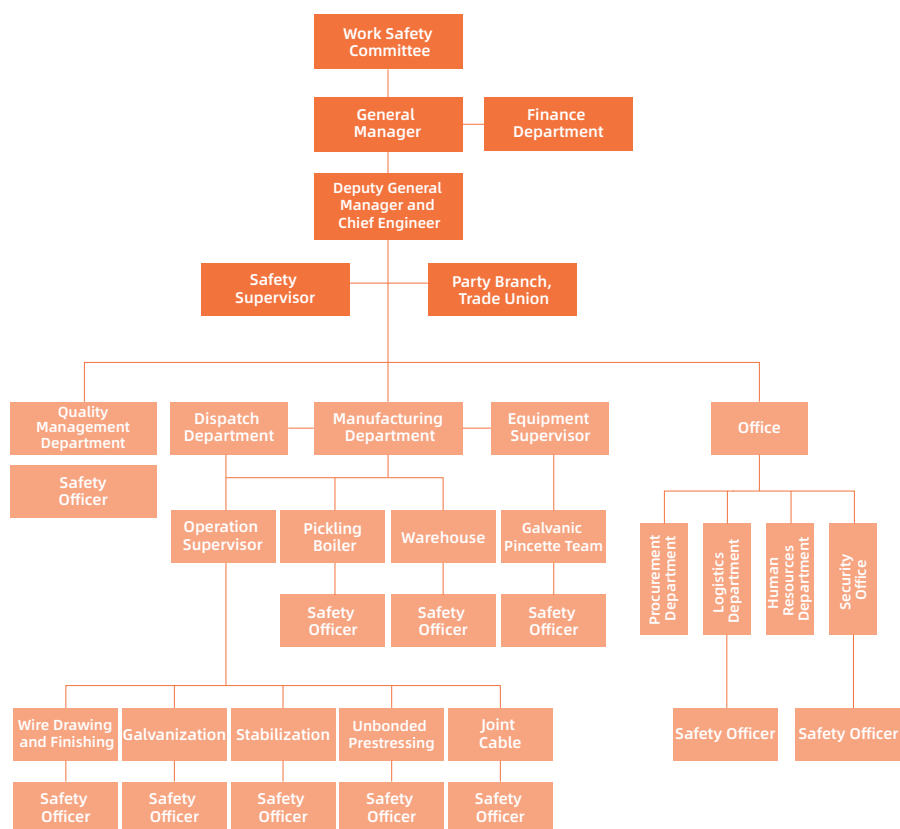 Work Safety
Committee
General
Manager
Finance
Department
Deputy General
Manager and
Chief Engineer
Safety
Supervisor
Party Branch,
Trade Union
Quality
Management
Department
Dispatch
Department
Manufacturing
Department
Equipment
Supervisor
Office
Safety
Officer
Operation
Supervisor
Pickling
Boiler
Warehouse
Galvanic
Pincette Team
Procurement
Department
Logistics
Department
Human
Resources
Department
Security
Office
Safety
Officer
Safety
Officer
Safety
Officer
Wire Drawing
and Finishing
Galvanization
Stabilization
Unbonded
Prestressing
Joint
Cable
Safety Officer
Safety Officer
Safety
Officer
Safety
Officer
Safety
Officer
Safety
Officer
Safety
Officer